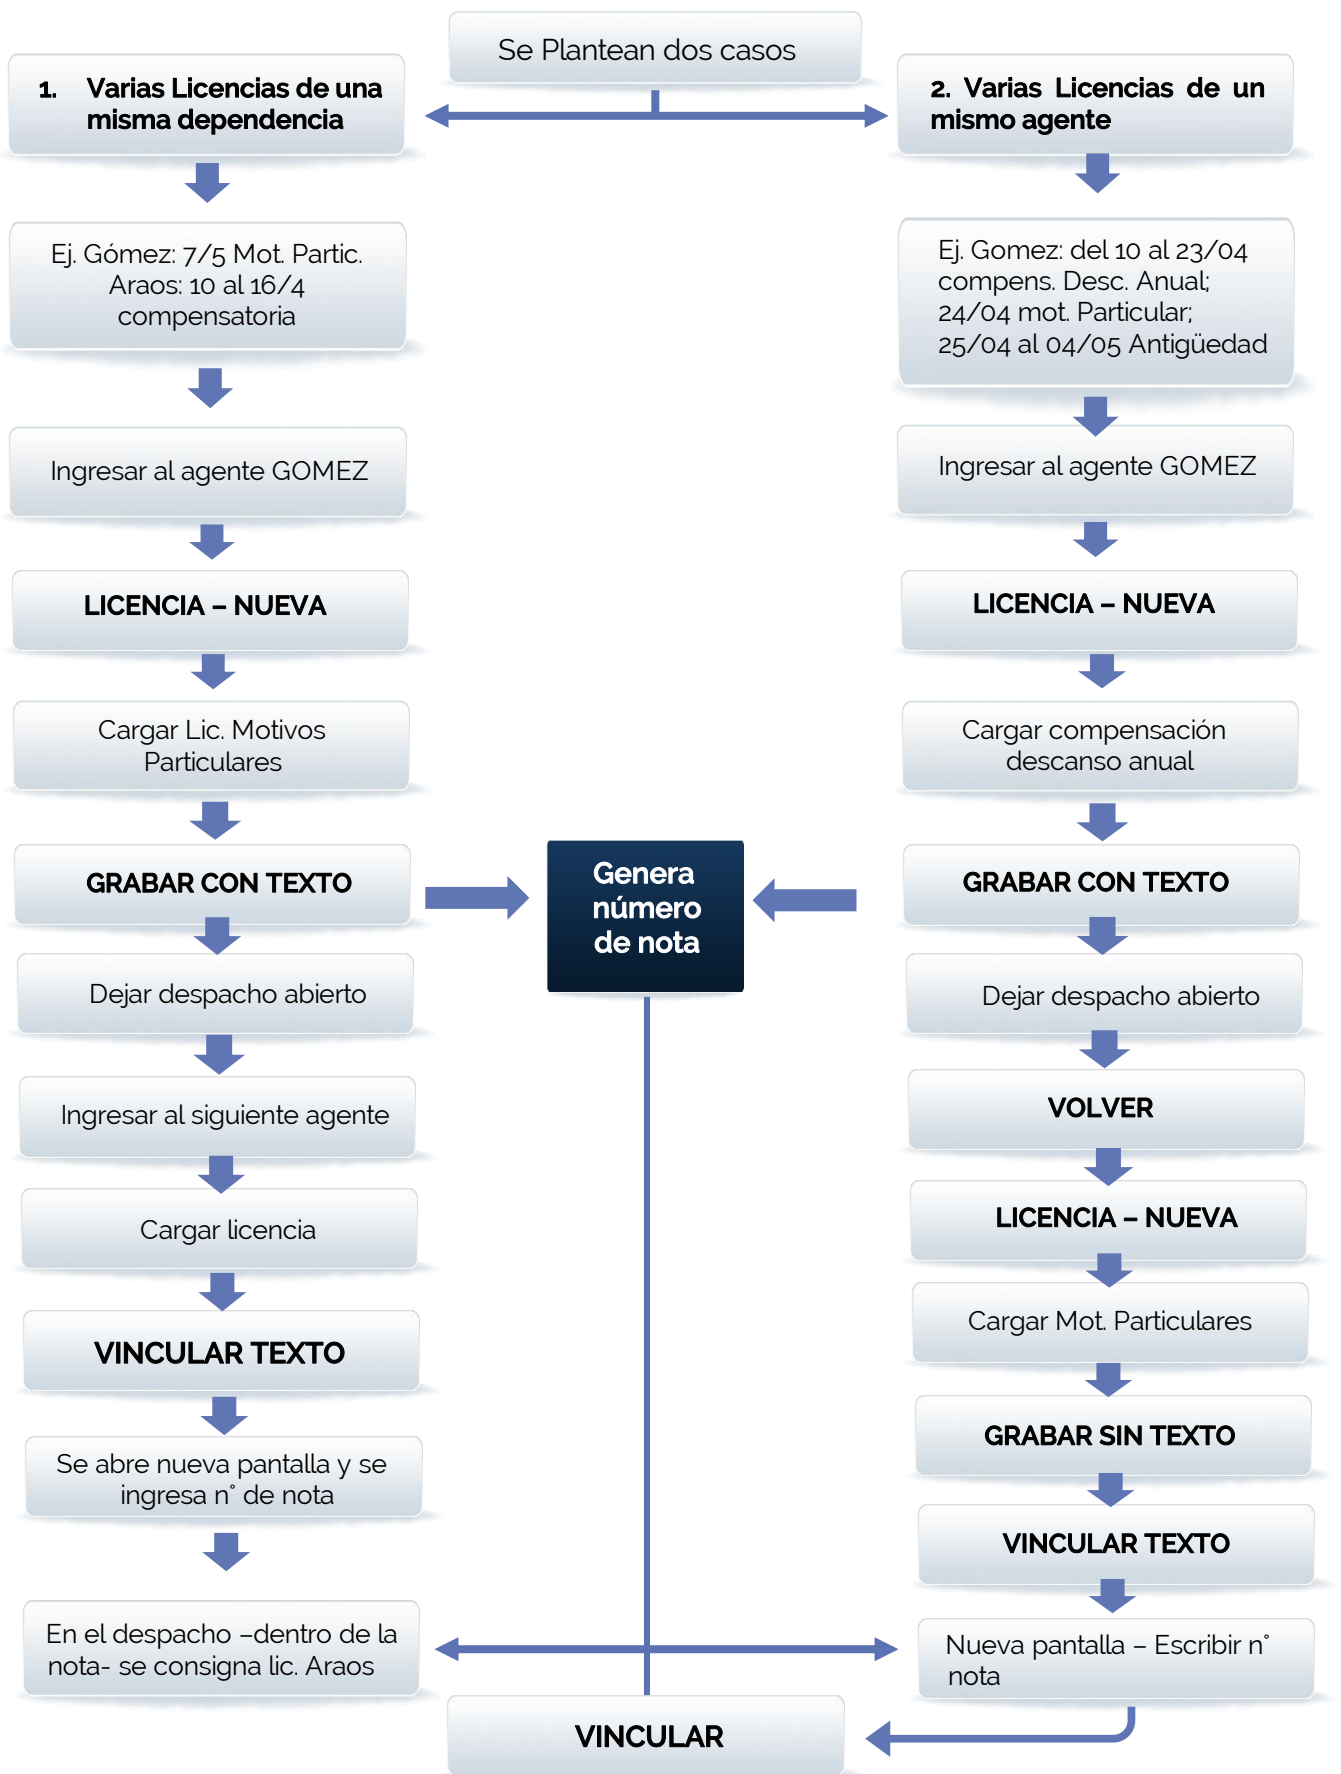 Se Plantean dos casos
1. Varias Licencias de una
misma dependencia
Ej. Gómez: 7/5 Mot. Partic.
Araos: 10 al 16/4
compensatoria
Ingresar al agente GOMEZ
LICENCIA – NUEVA
Cargar Lic. Motivos
Particulares
GRABAR CON TEXTO
Dejar despacho abierto
Ingresar al siguiente agente
Cargar licencia
VINCULAR TEXTO
Se abre nueva pantalla y se
ingresa n° de nota
En el despacho –dentro de la
nota- se consigna lic. Araos
Genera
número
de nota
2. Varias Licencias de un
mismo agente
Ej. Gomez: del 10 al 23/04
compens. Desc. Anual;
24/04 mot. Particular;
25/04 al 04/05 Antigüedad
Ingresar al agente GOMEZ
LICENCIA – NUEVA
Cargar compensación
descanso anual
GRABAR CON TEXTO
Dejar despacho abierto
VOLVER
LICENCIA – NUEVA
Cargar Mot. Particulares
GRABAR SIN TEXTO
VINCULAR TEXTO
Nueva pantalla – Escribir n°
nota
VINCULAR